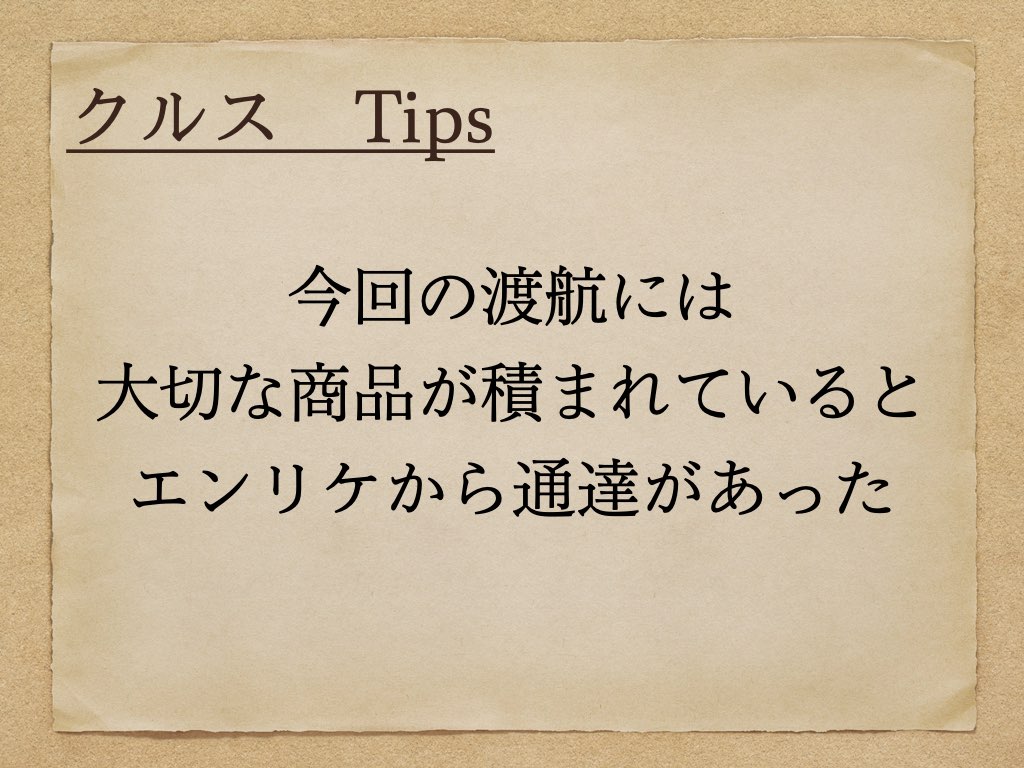 クルス　Tips
今回の渡航には
大切な商品が積まれていると
エンリケから通達があった